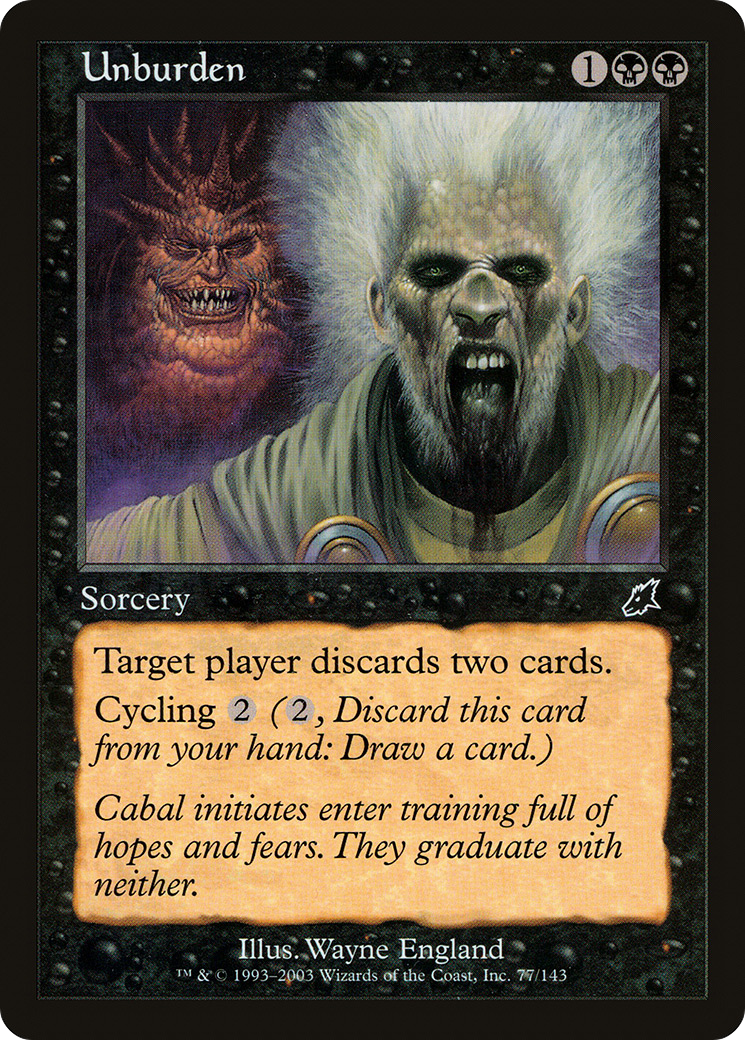 Unburden 1
Sorcery
Target player discards two cards.
Cycling 2 (2, Discard this card
from your hand: Draw a card.)
Cabal initiates enter training full of
hopes and fears. They graduate with
neither.
Illus. Wayne England
™ & © 1993–2003 Wizards of the Coast, Inc. 77/143